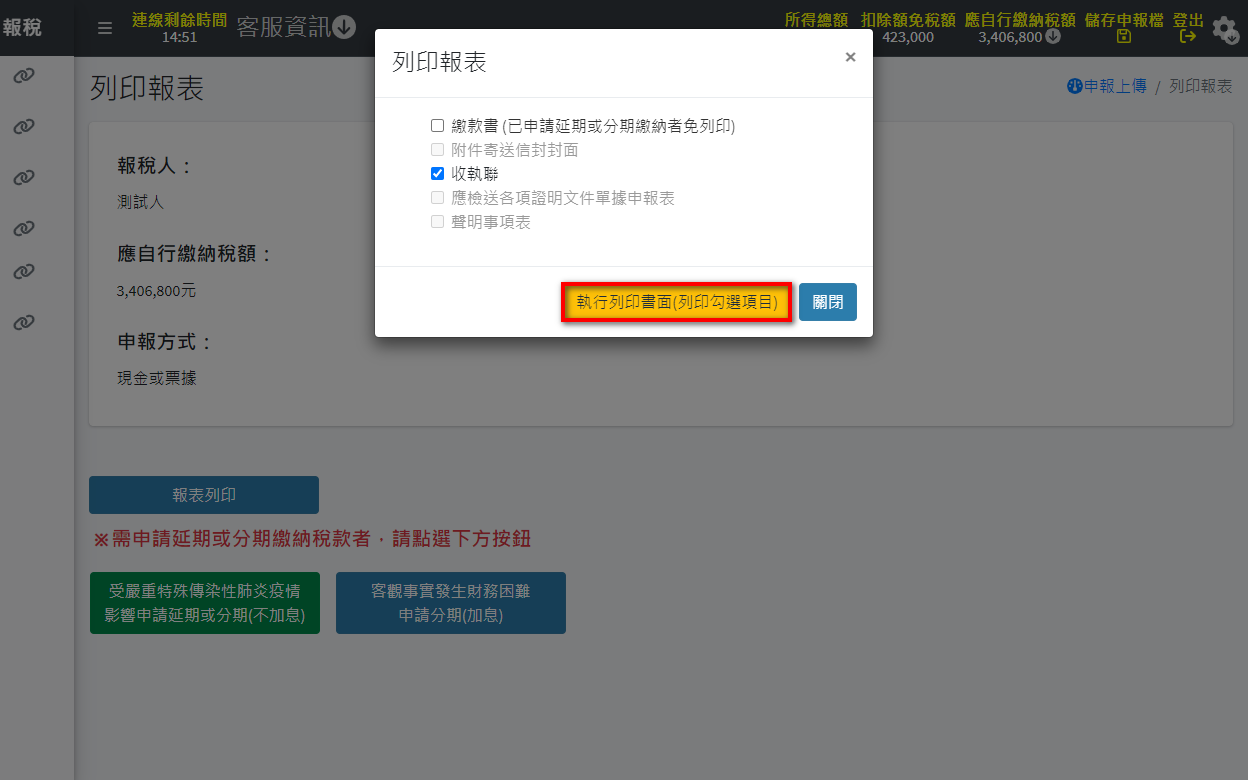 報稅
連線剩餘時間
14:51
客服資訊
所得總額
扣除額免稅額
423,000
應自行繳納稅額
3,406,800
儲存申報檔
登出
列印報表
申報上傳 / 列印報表
報稅人：
測試人
應自行繳納稅額：
3,406,800元
申報方式：
現金或票據
列印報表
×
繳款書 (已申請延期或分期繳納者免列印)
附件寄送信封封面
收執聯
應檢送各項證明文件單據申報表
聲明事項表
執行列印書面(列印勾選項目)
關閉
報表列印
※需申請延期或分期繳納稅款者，請點選下方按鈕
受嚴重特殊傳染性肺炎疫情
影響申請延期或分期(不加息)
客觀事實發生財務困難
申請分期(加息)